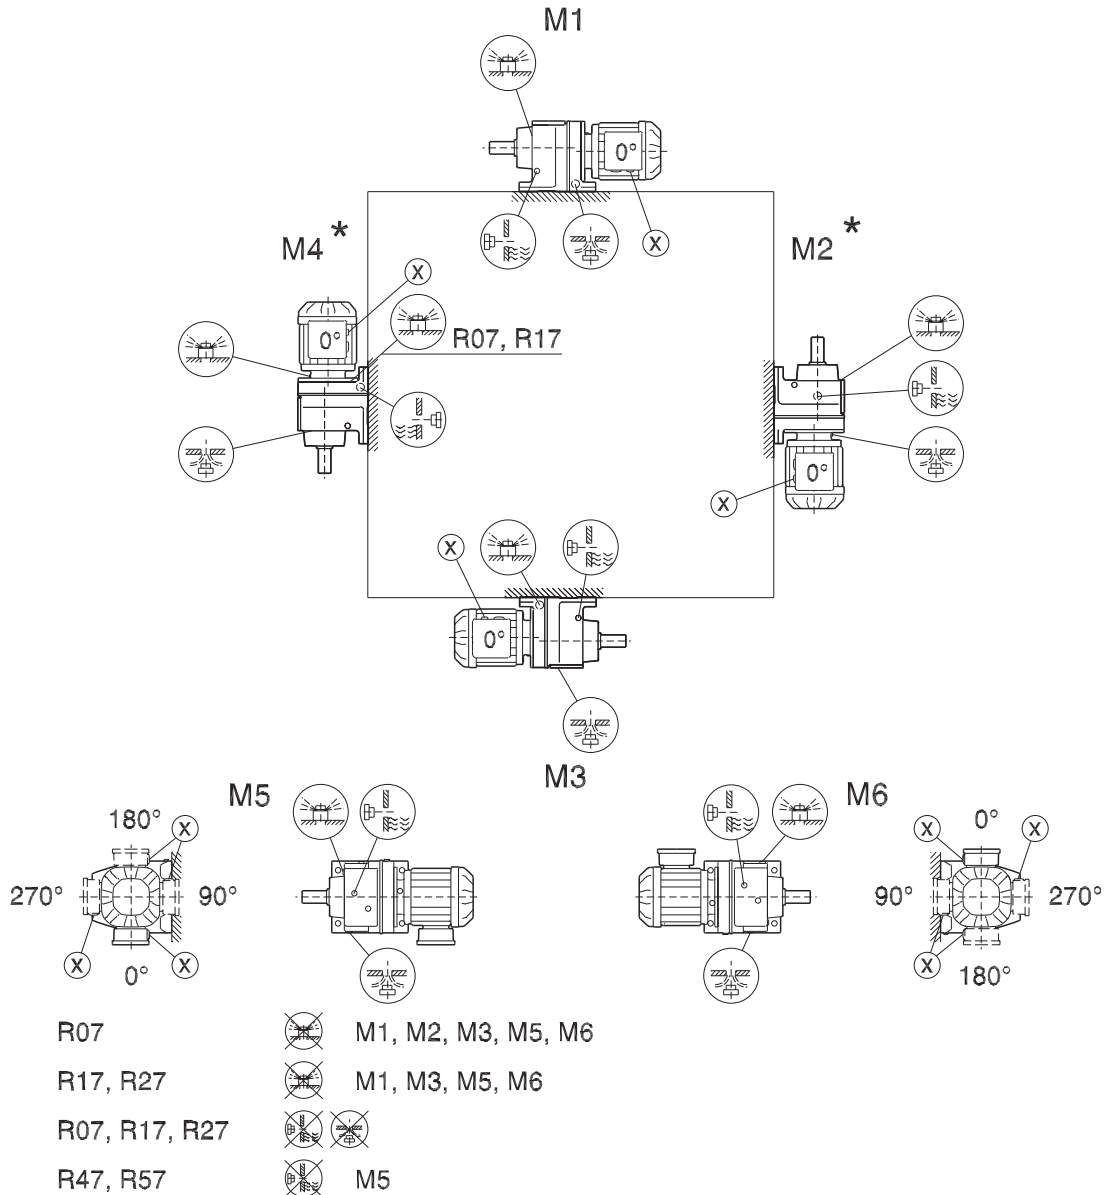 M1
0°
X
M4 *
M2 *
X
0°
R07, R17
0°
X
X
0°
M3
M5
M6
180°
X
270°
90°
X
X
0°
X
0°
X
90°
270°
X
180°
R07 M1, M2, M3, M5, M6
R17, R27 M1, M3, M5, M6
R07, R17, R27
R47, R57 M5